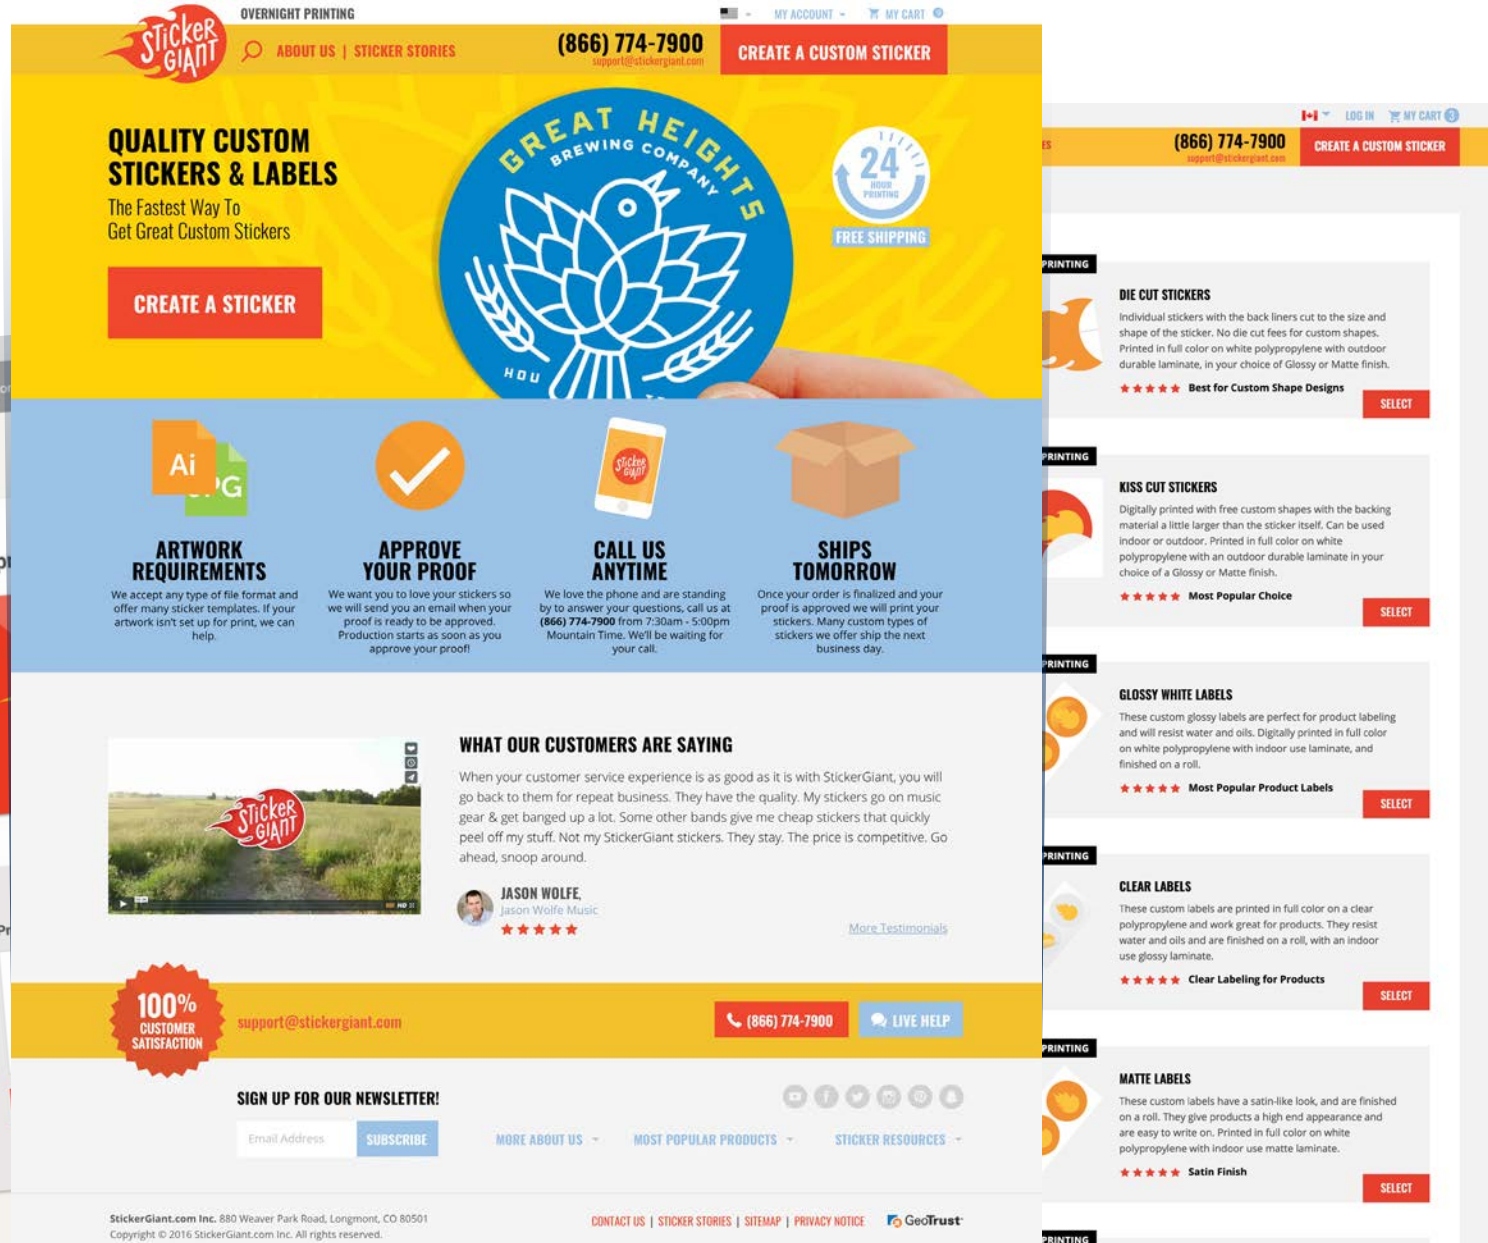 OVERNIGHT PRINTING
MY ACCOUNT
MY CART 0
Sticker
GIANT
ABOUT US | STICKER STORIES
(866) 774-7900
support@stickergiant.com
CREATE A CUSTOM STICKER
QUALITY CUSTOM
STICKERS & LABELS
The Fastest Way To
Get Great Custom Stickers
CREATE A STICKER
GREAT HEIGHTS
BREWING COMPANY
HOU
24
HOUR
PRINTING
FREE SHIPPING
Ai
JPG
Sticker
GIANT
ARTWORK
REQUIREMENTS
We accept any type of file format and
offer many sticker templates. If your
artwork isn't set up for print, we can
help.
APPROVE
YOUR PROOF
We want you to love your stickers so
we will send you an email when your
proof is ready to be approved.
Production starts as soon as you
approve your proof!
CALL US
ANYTIME
We love the phone and are standing
by to answer your questions, call us at
(866) 774-7900 from 7:30am - 5:00pm
Mountain Time. We'll be waiting for
your call.
SHIPS
TOMORROW
Once your order is finalized and your
proof is approved we will print your
stickers. Many custom types of
stickers we offer ship the next
business day.
Sticker
GIANT
HD
WHAT OUR CUSTOMERS ARE SAYING
When your customer service experience is as good as it is with StickerGiant, you will
go back to them for repeat business. They have the quality. My stickers go on music
gear & get banged up a lot. Some other bands give me cheap stickers that quickly
peel off my stuff. Not my StickerGiant stickers. They stay. The price is competitive. Go
ahead, snoop around.
JASON WOLFE,
Jason Wolfe Music
More Testimonials
100%
CUSTOMER
SATISFACTION
support@stickergiant.com
(866) 774-7900
LIVE HELP
SIGN UP FOR OUR NEWSLETTER!
Email Address
SUBSCRIBE
MORE ABOUT US
MOST POPULAR PRODUCTS
STICKER RESOURCES
StickerGiant.com Inc. 880 Weaver Park Road, Longmont, CO 80501
Copyright © 2016 StickerGiant.com Inc. All rights reserved.
CONTACT US | STICKER STORIES | SITEMAP | PRIVACY NOTICE
GeoTrust
LOG IN
MY CART 3
(866) 774-7900
support@stickergiant.com
CREATE A CUSTOM STICKER
PRINTING
DIE CUT STICKERS
Individual stickers with the back liners cut to the size and
shape of the sticker. No die cut fees for custom shapes.
Printed in full color on white polypropylene with outdoor
durable laminate, in your choice of Glossy or Matte finish.
Best for Custom Shape Designs
SELECT
PRINTING
KISS CUT STICKERS
Digitally printed with free custom shapes with the backing
material a little larger than the sticker itself. Can be used
indoor or outdoor. Printed in full color on white
polypropylene with an outdoor durable laminate in your
choice of a Glossy or Matte finish.
Most Popular Choice
SELECT
PRINTING
GLOSSY WHITE LABELS
These custom glossy labels are perfect for product labeling
and will resist water and oils. Digitally printed in full color
on white polypropylene with indoor use laminate, and
finished on a roll.
Most Popular Product Labels
SELECT
PRINTING
CLEAR LABELS
These custom labels are printed in full color on a clear
polypropylene and work great for products. They resist
water and oils and are finished on a roll, with an indoor
use glossy laminate.
Clear Labeling for Products
SELECT
PRINTING
MATTE LABELS
These custom labels have a satin-like look, and are finished
on a roll. They give products a high end appearance and
are easy to write on. Printed in full color on white
polypropylene with indoor use matte laminate.
Satin Finish
SELECT
PRINTING